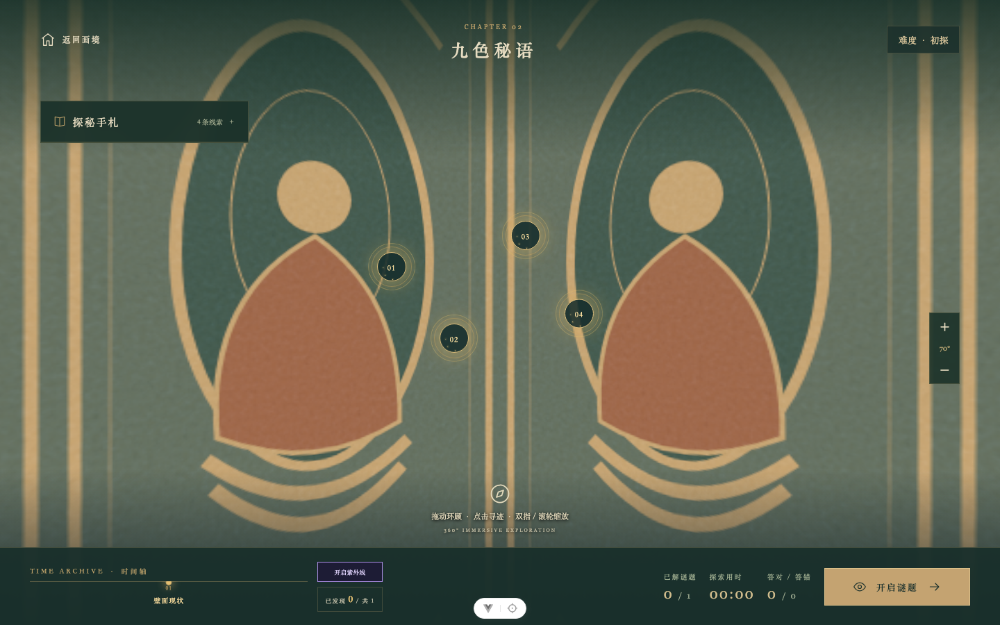 返回画境
CHAPTER 02
九色秘语
难度 · 初探
探秘手札
4 条线索 +
03
01
04
02
+
70°
−
拖动环顾 · 点击寻迹 · 双指 / 滚轮缩放
360° IMMERSIVE EXPLORATION
TIME ARCHIVE · 时间轴
01
壁画现状
开启紫外线
已发现 0 / 共 1
已解谜题
0 / 1
探索用时
00:00
答对 / 答错
0 / 0
开启谜题